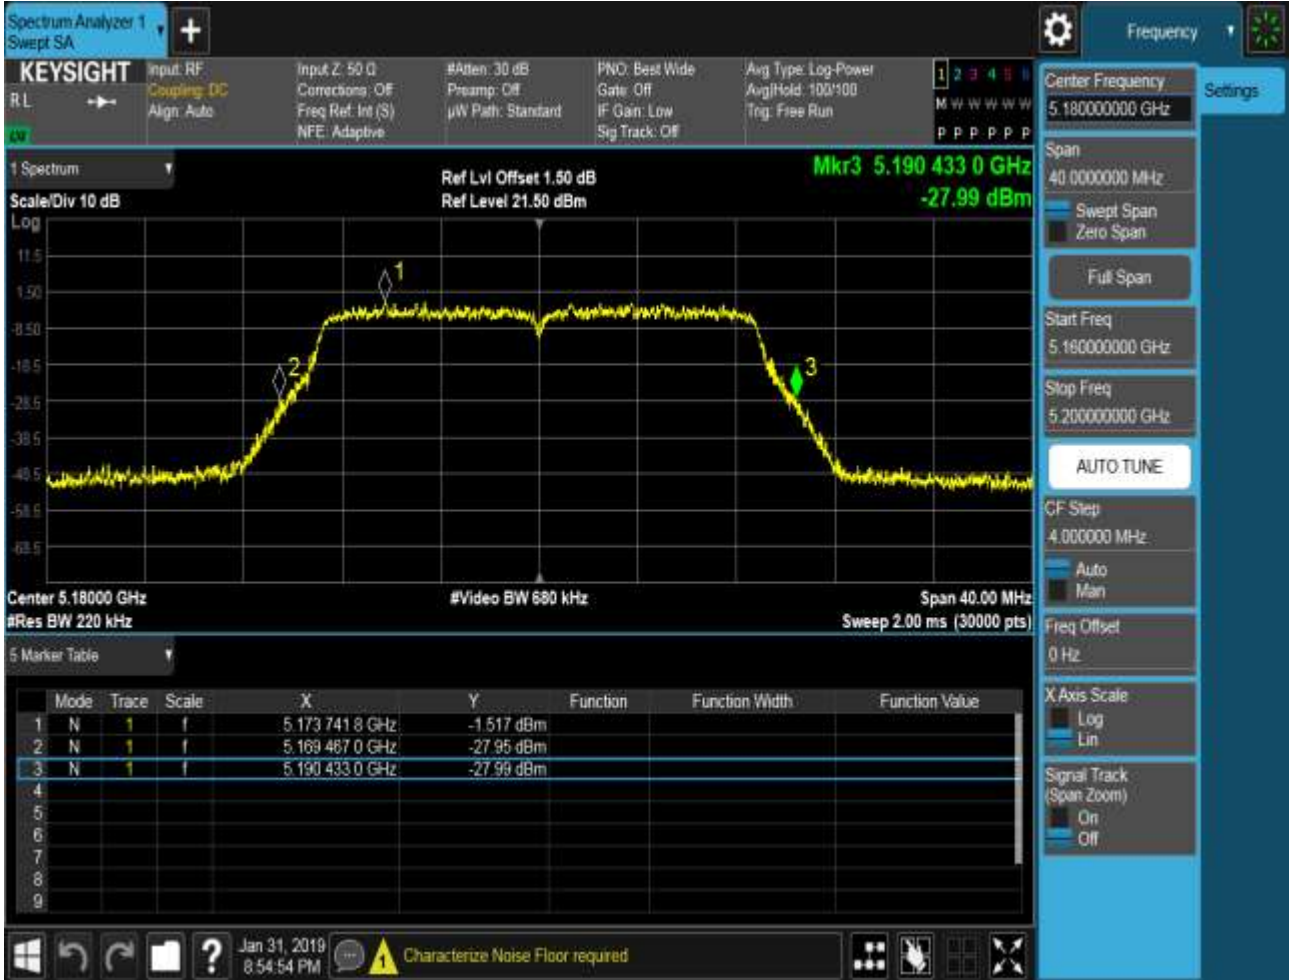 Spectrum Analyzer 1
Swept SA
+
Frequency
KEYSIGHT
RL
Input: RF
Coupling: DC
Align: Auto
Input Z: 50 Ω
Corrections: Off
Freq Ref: Int (S)
NFE: Adaptive
#Atten: 30 dB
Preamp: Off
µW Path: Standard
PNO: Best Wide
Gate: Off
IF Gain: Low
Sig Track: Off
Avg Type: Log-Power
Avg|Hold: 100/100
Trig: Free Run
1 2 3 4 5 6
M W W W W W
P P P P P P
1 Spectrum
Scale/Div 10 dB
Ref Lvl Offset 1.50 dB
Ref Level 21.50 dBm
Mkr3 5.190 433 0 GHz
-27.99 dBm
Log
11.5
1.50
-8.50
-18.5
-28.5
-38.5
-48.5
-58.5
-68.5
1
2
3
Center 5.18000 GHz
#Res BW 220 kHz
#Video BW 680 kHz
Span 40.00 MHz
Sweep 2.00 ms (30000 pts)
5 Marker Table
Mode Trace Scale X Y Function Function Width Function Value
1 N 1 f 5.173 741 8 GHz -1.517 dBm
2 N 1 f 5.169 467 0 GHz -27.95 dBm
3 N 1 f 5.190 433 0 GHz -27.99 dBm
4
5
6
7
8
9
Center Frequency
5.180000000 GHz
Settings
Span
40.0000000 MHz
Swept Span
Zero Span
Full Span
Start Freq
5.160000000 GHz
Stop Freq
5.200000000 GHz
AUTO TUNE
CF Step
4.000000 MHz
Auto
Man
Freq Offset
0 Hz
X Axis Scale
Log
Lin
Signal Track
(Span Zoom)
On
Off
?
Jan 31, 2019
8:54:54 PM
1
Characterize Noise Floor required